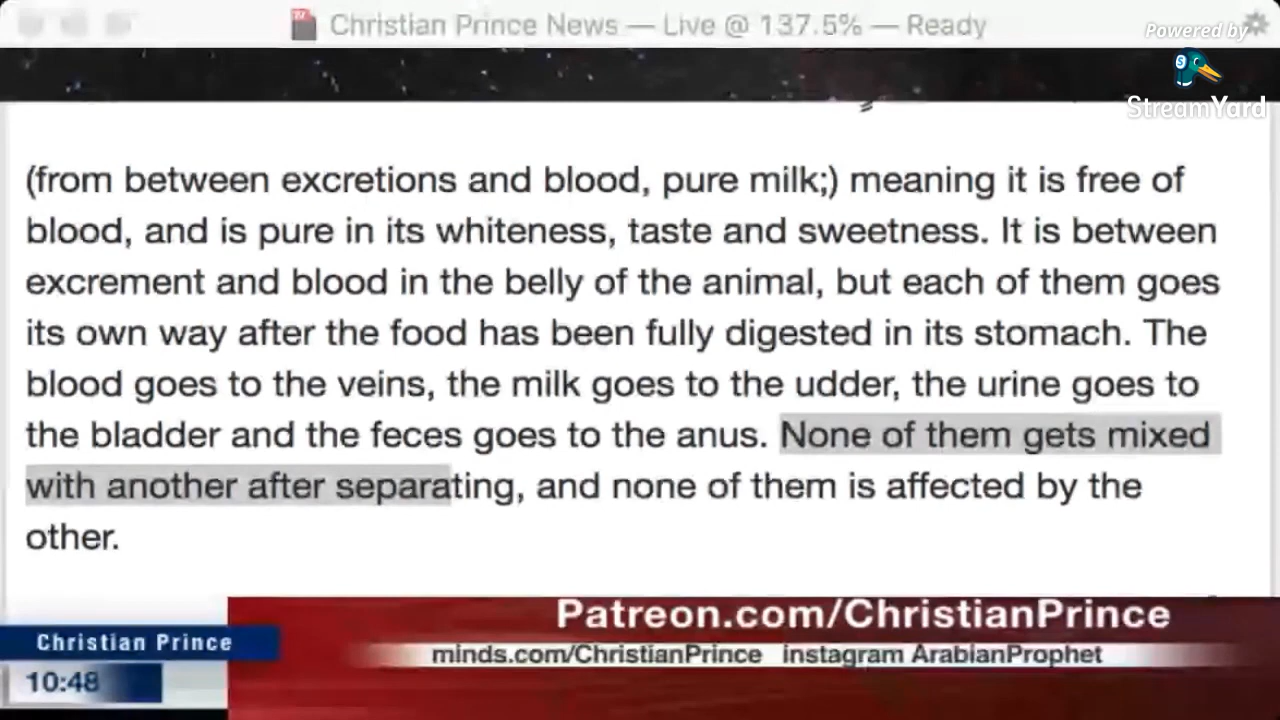 Christian Prince News — Live @ 137.5% — Ready
Powered by
StreamYard
(from between excretions and blood, pure milk;) meaning it is free of
blood, and is pure in its whiteness, taste and sweetness. It is between
excrement and blood in the belly of the animal, but each of them goes
its own way after the food has been fully digested in its stomach. The
blood goes to the veins, the milk goes to the udder, the urine goes to
the bladder and the feces goes to the anus. None of them gets mixed
with another after separating, and none of them is affected by the
other.
Patreon.com/ChristianPrince
Christian Prince
minds.com/ChristianPrince instagram ArabianProphet
10:48